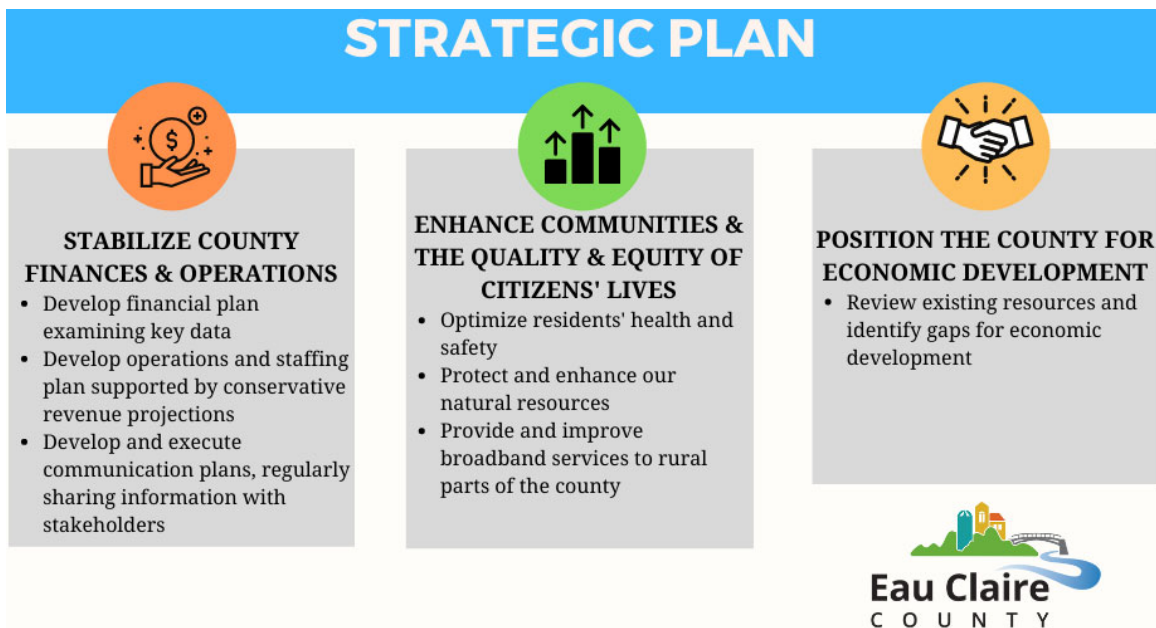 STRATEGIC PLAN
STABILIZE COUNTY
FINANCES & OPERATIONS
• Develop financial plan
examining key data
• Develop operations and staffing
plan supported by conservative
revenue projections
• Develop and execute
communication plans, regularly
sharing information with
stakeholders
ENHANCE COMMUNITIES &
THE QUALITY & EQUITY OF
CITIZENS' LIVES
• Optimize residents' health and
safety
• Protect and enhance our
natural resources
• Provide and improve
broadband services to rural
parts of the county
POSITION THE COUNTY FOR
ECONOMIC DEVELOPMENT
• Review existing resources and
identify gaps for economic
development
Eau Claire
COUNTY